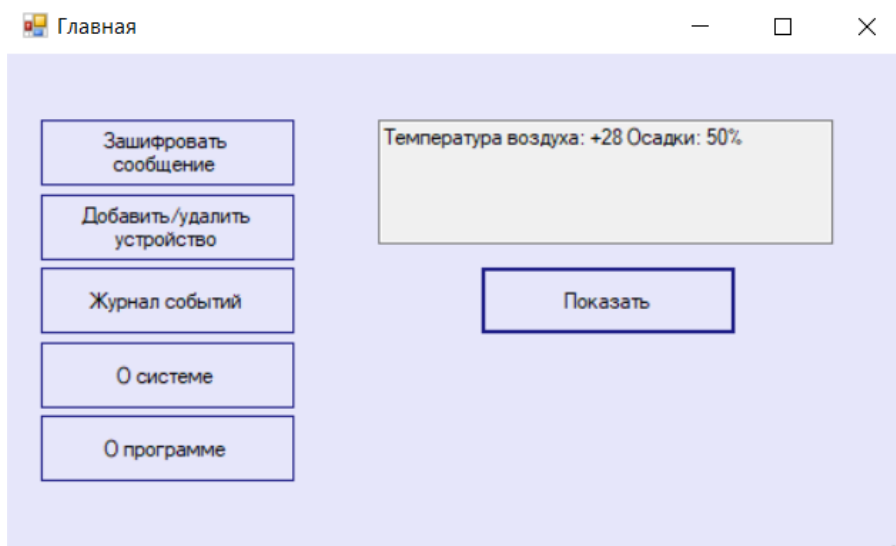 Главная
Зашифровать
сообщение
Добавить/удалить
устройство
Журнал событий
О системе
О программе
Температура воздуха: +28 Осадки: 50%
Показать